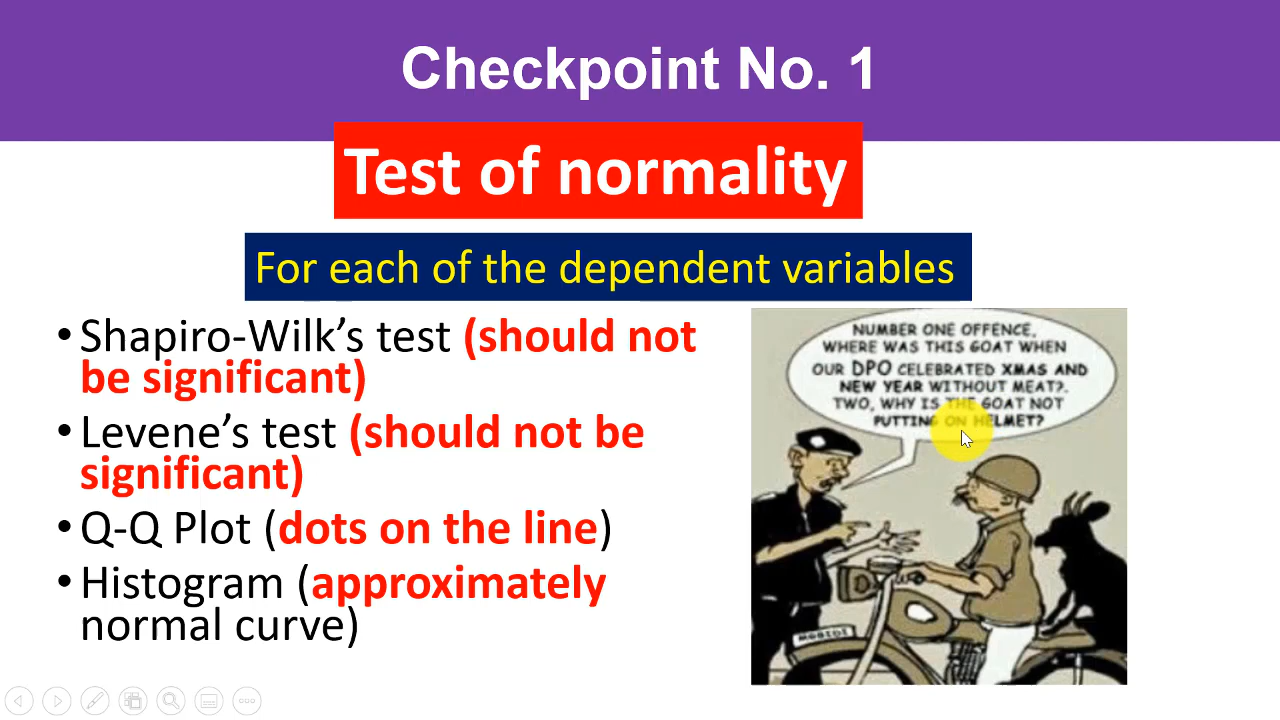 Checkpoint No. 1
Test of normality
For each of the dependent variables
• Shapiro-Wilk’s test (should not
be significant)
• Levene’s test (should not be
significant)
• Q-Q Plot (dots on the line)
• Histogram (approximately
normal curve)
NUMBER ONE OFFENCE,
WHERE WAS THIS GOAT WHEN
OUR DPO CELEBRATED XMAS AND
NEW YEAR WITHOUT MEAT?.
TWO, WHY IS THE GOAT NOT
PUTTING ON HELMET?